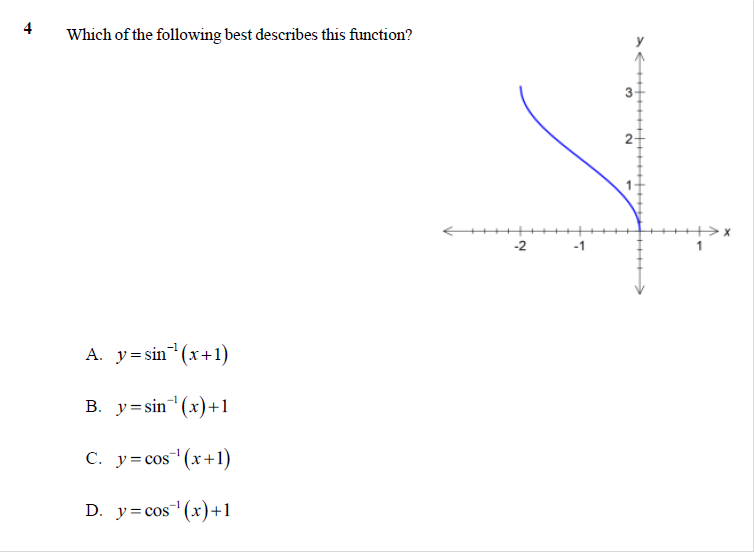 4 Which of the following best describes this function?
y
3
2
1
-2 -1 1 x
A. y = sin⁻¹(x+1)
B. y = sin⁻¹(x)+1
C. y = cos⁻¹(x+1)
D. y = cos⁻¹(x)+1